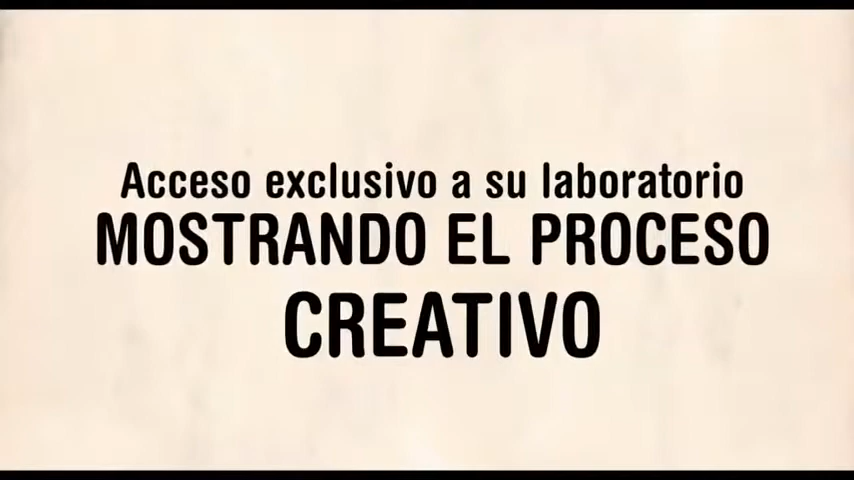 Acceso exclusivo a su laboratorio
MOSTRANDO EL PROCESO
CREATIVO